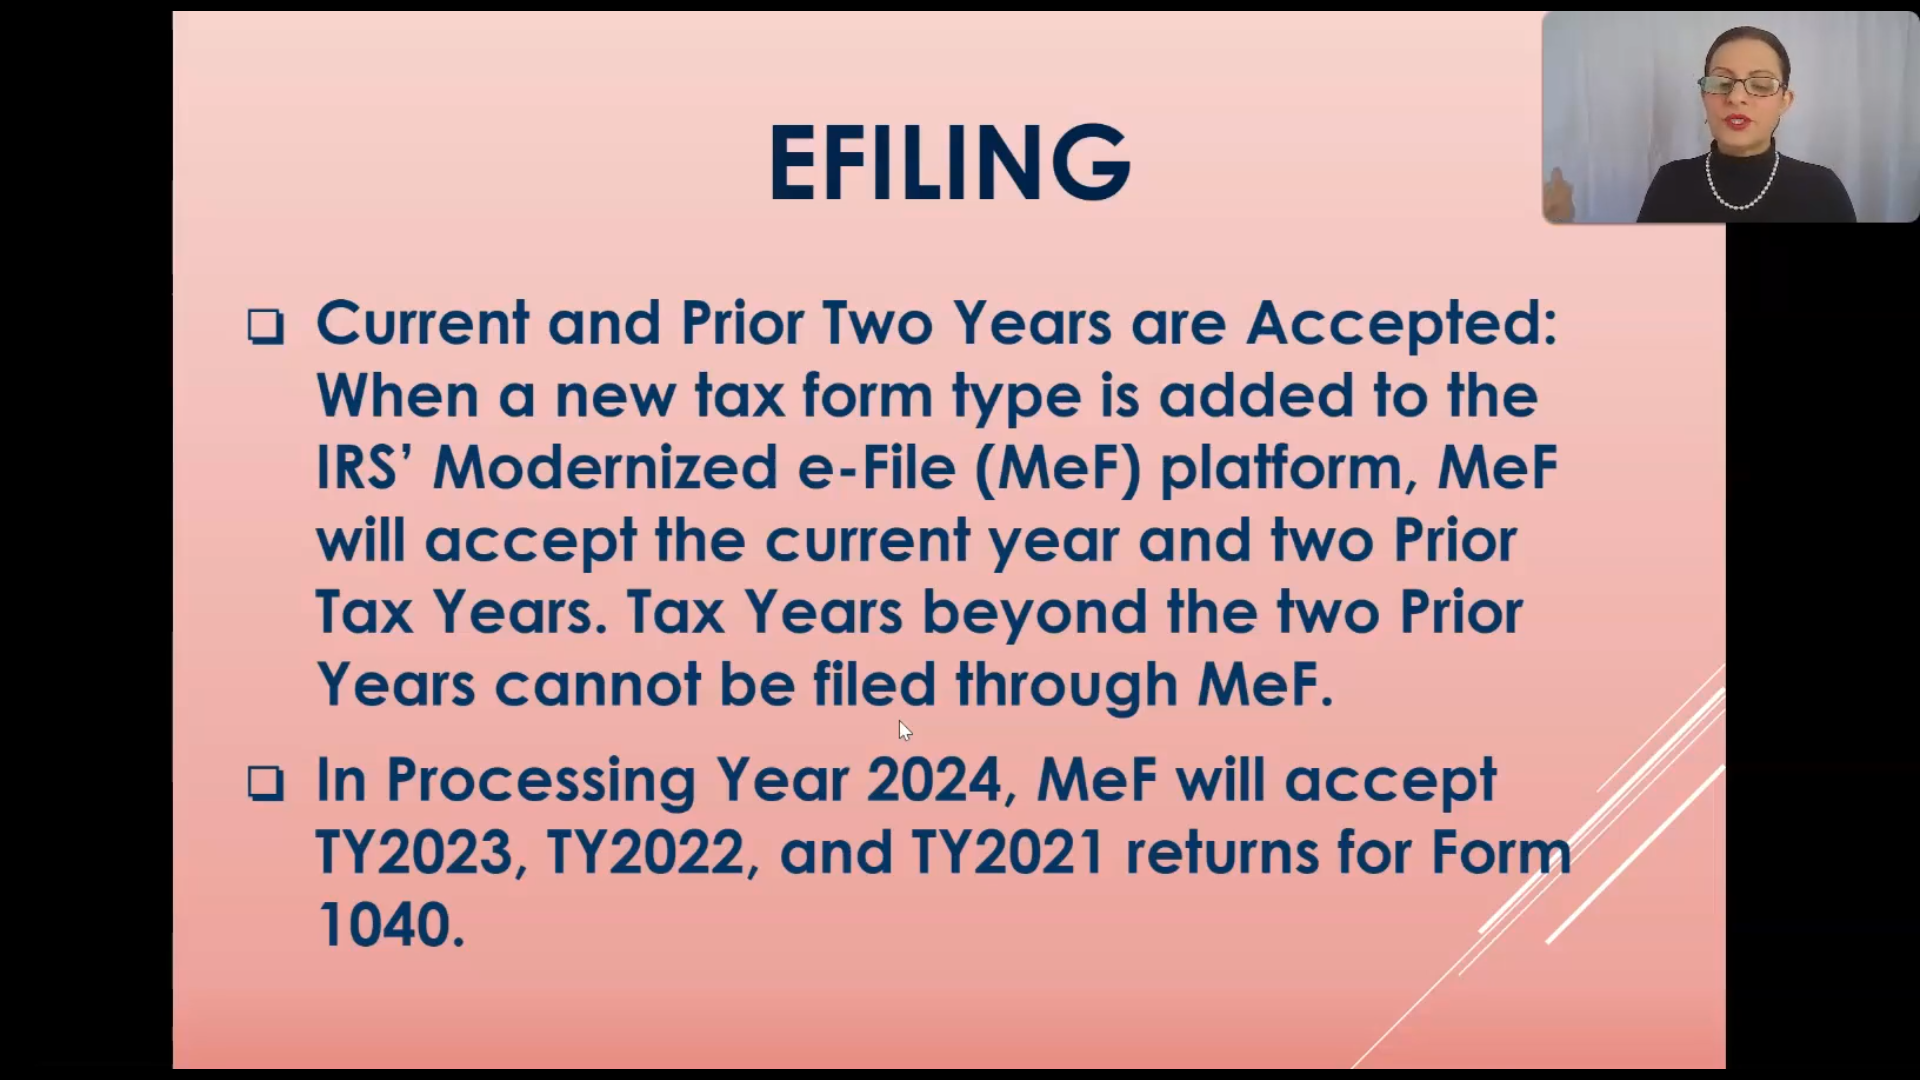 EFILING
Current and Prior Two Years are Accepted:
When a new tax form type is added to the
IRS’ Modernized e-File (MeF) platform, MeF
will accept the current year and two Prior
Tax Years. Tax Years beyond the two Prior
Years cannot be filed through MeF.
In Processing Year 2024, MeF will accept
TY2023, TY2022, and TY2021 returns for Form
1040.